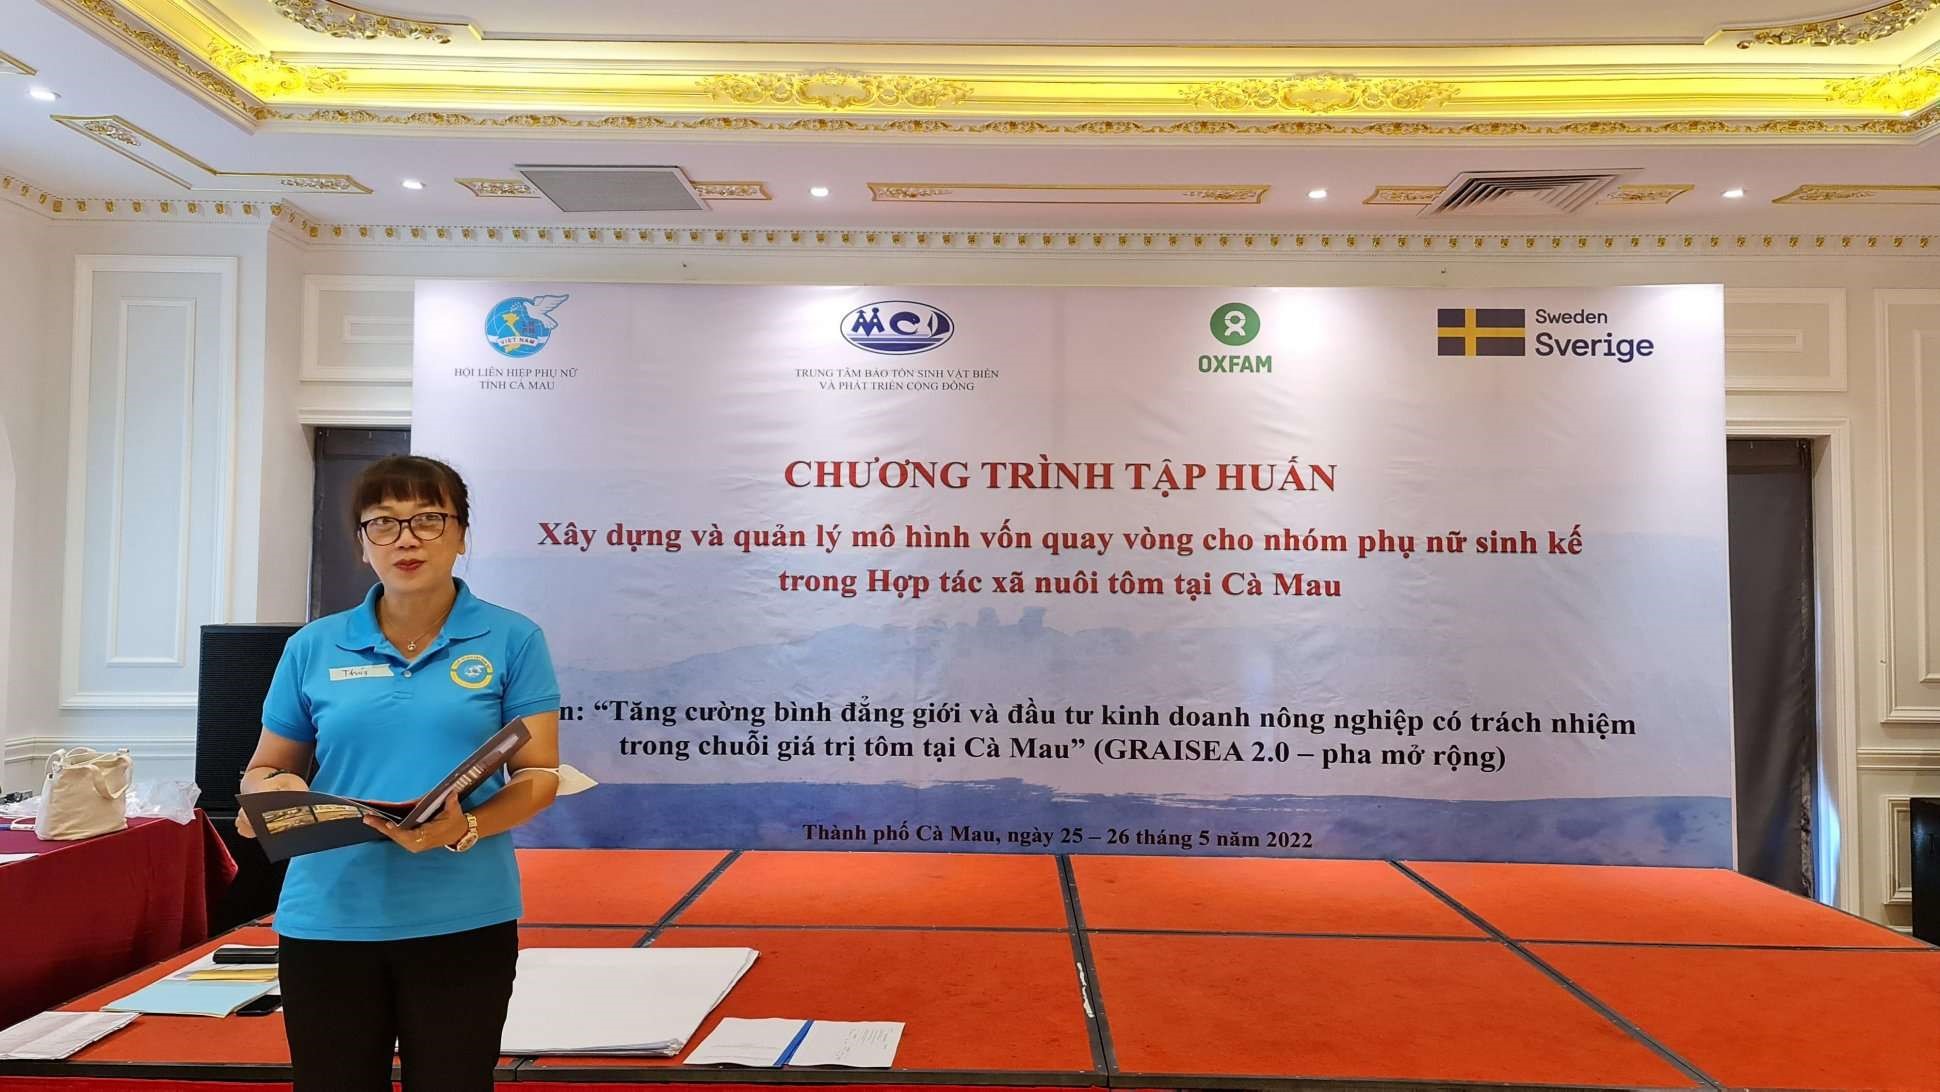 VIỆT NAM
HỘI LIÊN HIỆP PHỤ NỮ
TỈNH CÀ MAU
MCD
TRUNG TÂM BẢO TỒN SINH VẬT BIỂN
VÀ PHÁT TRIỂN CỘNG ĐỒNG
OXFAM
Sweden
Sverige
CHƯƠNG TRÌNH TẬP HUẤN
Xây dựng và quản lý mô hình vốn quay vòng cho nhóm phụ nữ sinh kế
trong Hợp tác xã nuôi tôm tại Cà Mau
n: “Tăng cường bình đẳng giới và đầu tư kinh doanh nông nghiệp có trách nhiệm
trong chuỗi giá trị tôm tại Cà Mau” (GRAISEA 2.0 – pha mở rộng)
Thành phố Cà Mau, ngày 25 – 26 tháng 5 năm 2022